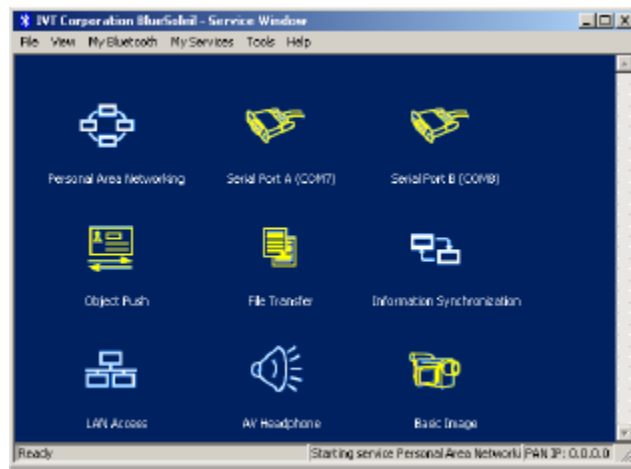 IVT Corporation BlueSoleil - Service Window
File View My Bluetooth My Services Tools Help
Personal Area Networking Serial Port A (COM7) Serial Port B (COM8)
Object Push File Transfer Information Synchronization
LAN Access AV Headphone Basic Image
Ready Starting service Personal Area Networki PAN IP: 0.0.0.0